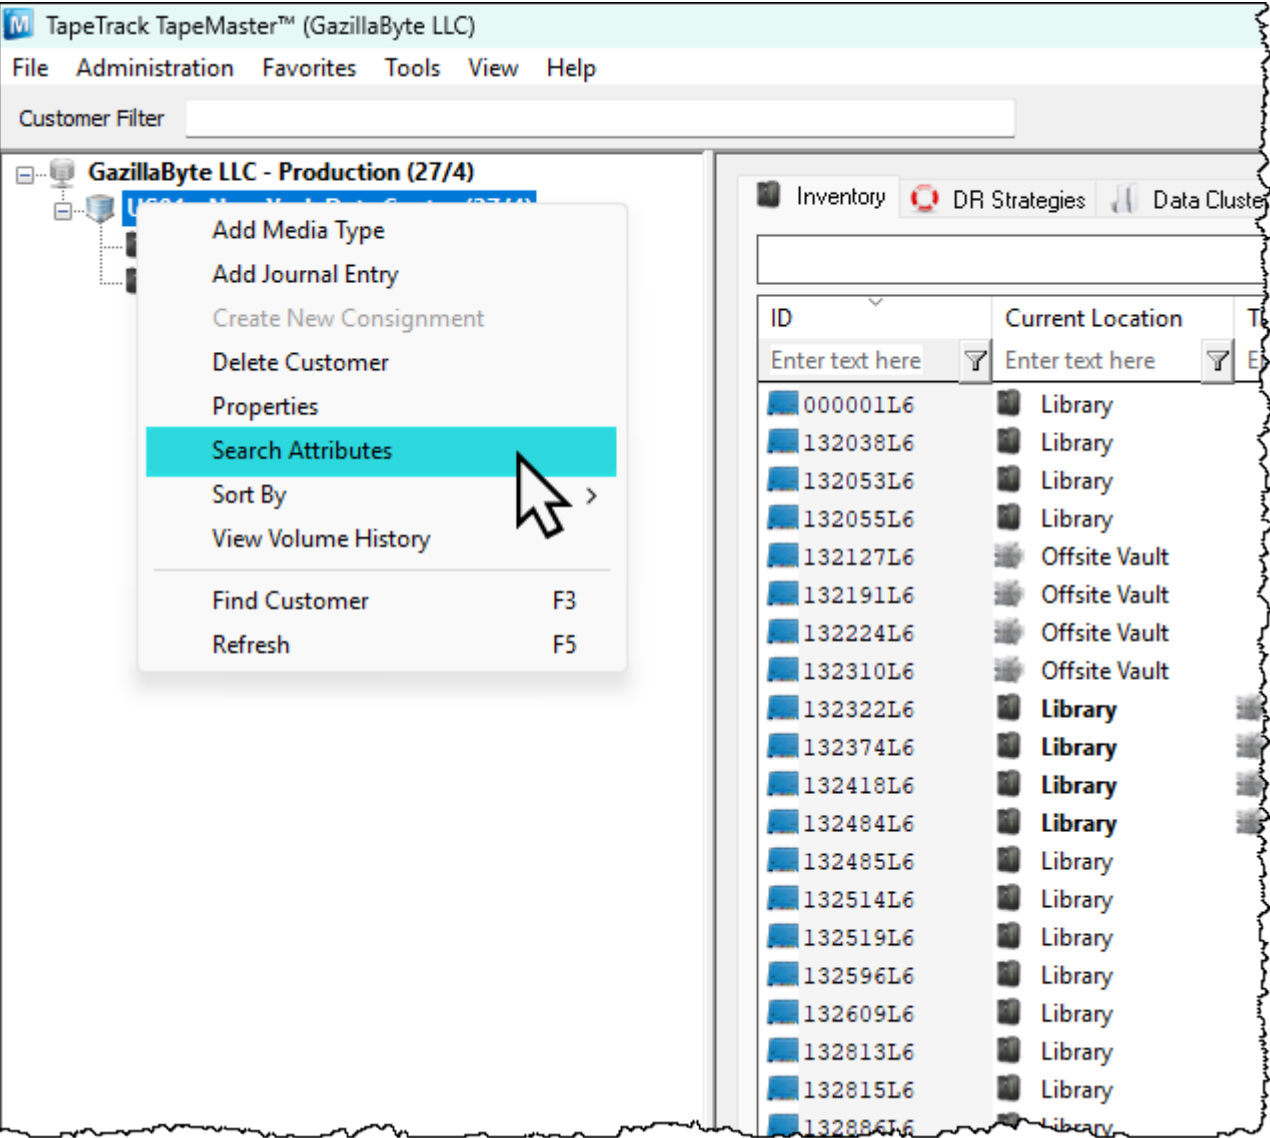 TapeTrack TapeMaster™ (GazillaByte LLC)
File Administration Favorites Tools View Help
Customer Filter
GazillaByte LLC - Production (27/4)
Add Media Type
Add Journal Entry
Create New Consignment
Delete Customer
Properties
Search Attributes
Sort By
View Volume History
Find Customer F3
Refresh F5
Inventory DR Strategies Data Cluste
ID Current Location
Enter text here Enter text here
000001L6 Library
132038L6 Library
132053L6 Library
132055L6 Library
132127L6 Offsite Vault
132191L6 Offsite Vault
132224L6 Offsite Vault
132310L6 Offsite Vault
132322L6 Library
132374L6 Library
132418L6 Library
132484L6 Library
132485L6 Library
132514L6 Library
132519L6 Library
132596L6 Library
132609L6 Library
132813L6 Library
132815L6 Library
132886L6 Library